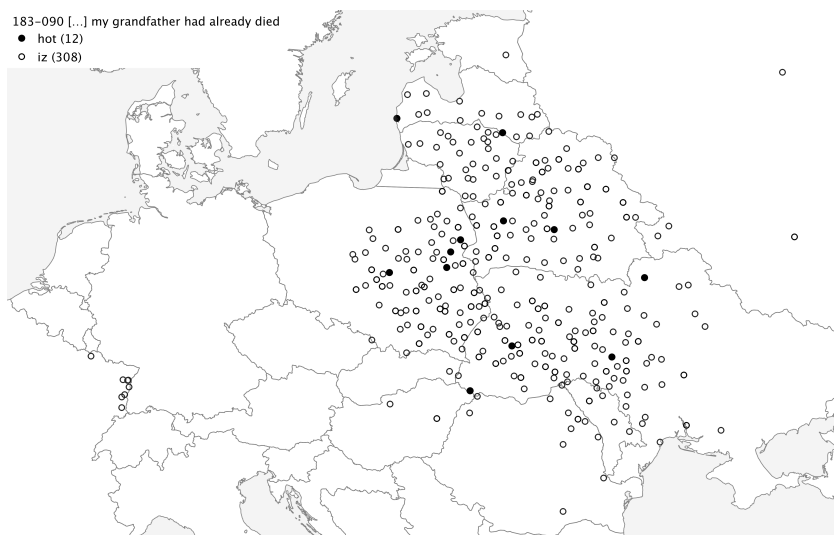 183-090 [...] my grandfather had already died
hot (12)
iz (308)